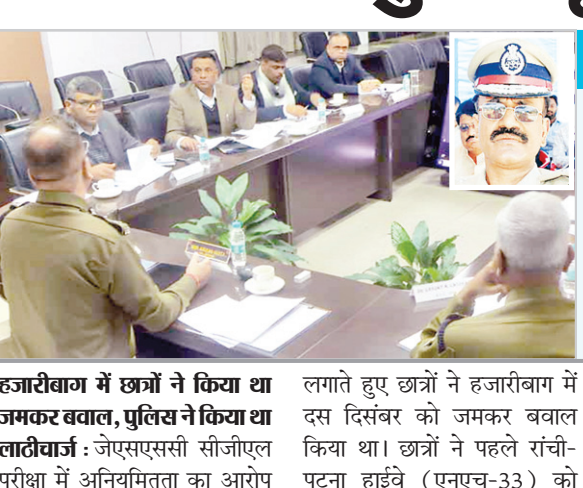 हजारीबाग में छात्रों ने किया था
जमकर बवाल, पुलिस ने किया था
लाठीचार्ज : जेएसएससी सीजीएल
परीक्षा में अनियमितता का आरोप
लगाते हुए छात्रों ने हजारीबाग में
दस दिसंबर को जमकर बवाल
किया था। छात्रों ने पहले रांची-
पटना हाईवे (एनएच-33) को